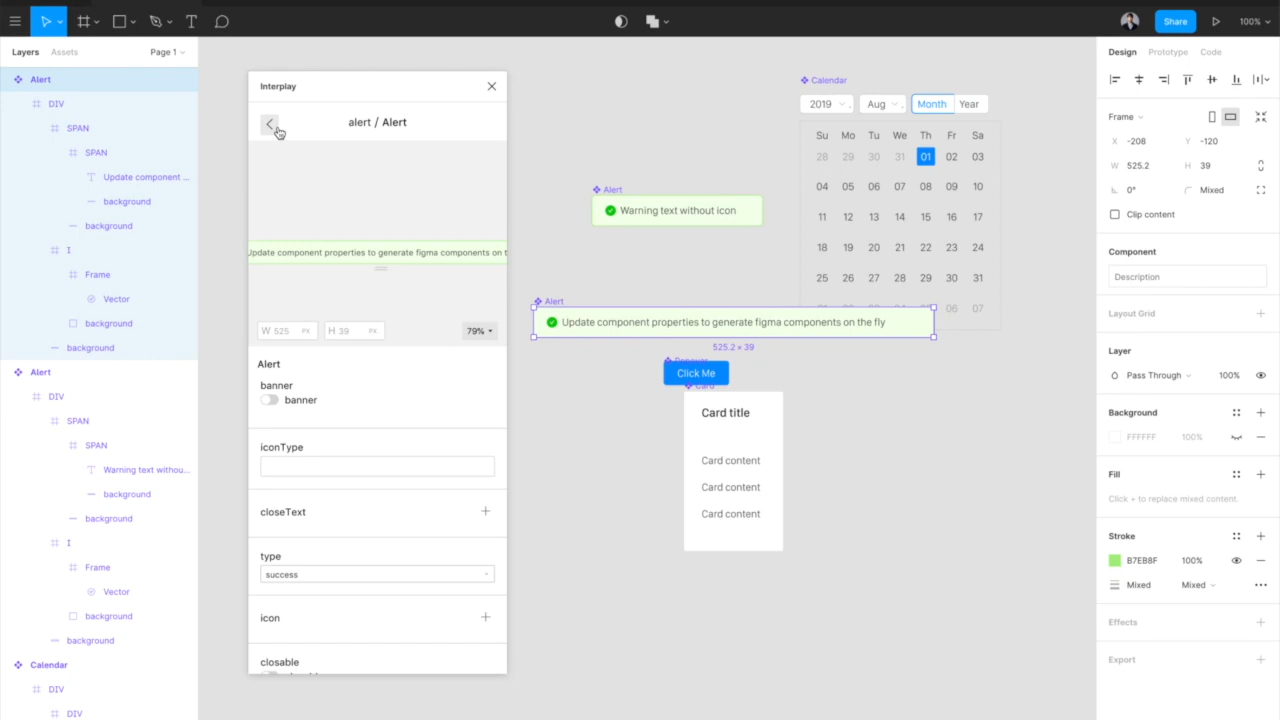 Share
100%
Layers
Assets
Page 1
Alert
DIV
SPAN
SPAN
Update component ...
background
background
I
Frame
Vector
background
background
Alert
DIV
SPAN
SPAN
Warning text withou...
background
background
I
Frame
Vector
background
background
Calendar
DIV
DIV
Interplay
alert / Alert
Update component properties to generate figma components on t
W 525 PX
H 39 PX
79%
Alert
banner
banner
iconType
closeText
type
success
icon
closable
Alert
Warning text without icon
Alert
Update component properties to generate figma components on the fly
525.2 × 39
Click Me
Card
Card title
Card content
Card content
Card content
Calendar
2019
Aug
Month
Year
Su Mo Tu We Th Fr Sa
28 29 30 31 01 02 03
04 05 06 07 08 09 10
11 12 13 14 15 16 17
18 19 20 21 22 23 24
25 26 27 28 29 30 31
06 07
Design
Prototype
Code
Frame
X -208
Y -120
W 525.2
H 39
0°
Mixed
Clip content
Component
Description
Layout Grid
Layer
Pass Through
100%
Background
FFFFFF
100%
Fill
Click + to replace mixed content.
Stroke
B7EB8F
100%
Mixed
Mixed
Effects
Export